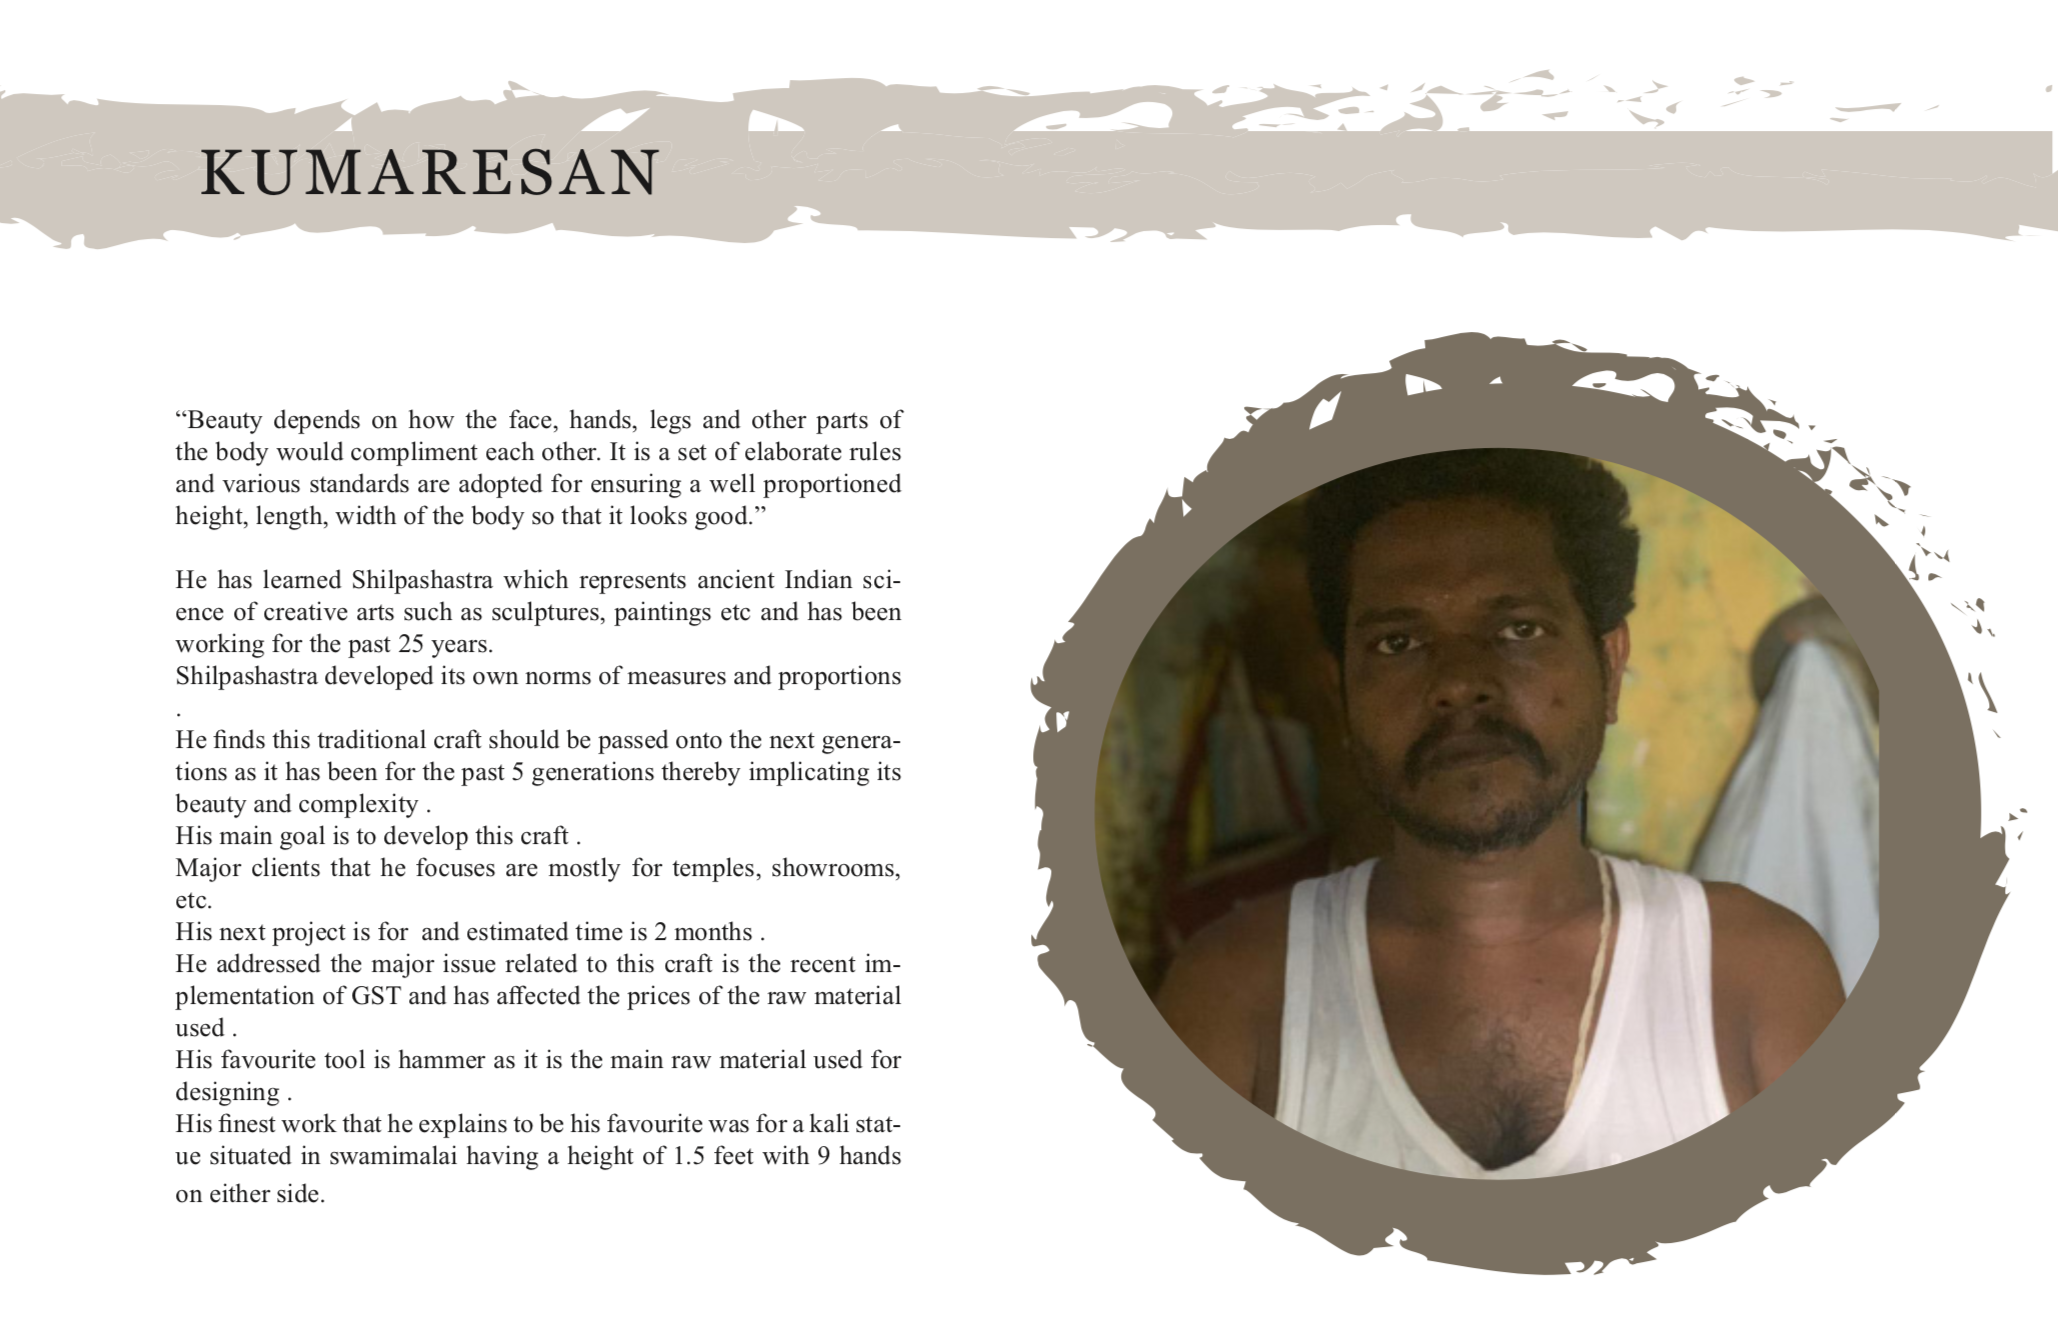 KUMARESAN
“Beauty depends on how the face, hands, legs and other parts of
the body would compliment each other. It is a set of elaborate rules
and various standards are adopted for ensuring a well proportioned
height, length, width of the body so that it looks good.”
He has learned Shilpashastra which represents ancient Indian sci-
ence of creative arts such as sculptures, paintings etc and has been
working for the past 25 years.
Shilpashastra developed its own norms of measures and proportions
.
He finds this traditional craft should be passed onto the next genera-
tions as it has been for the past 5 generations thereby implicating its
beauty and complexity .
His main goal is to develop this craft .
Major clients that he focuses are mostly for temples, showrooms,
etc.
His next project is for  and estimated time is 2 months .
He addressed the major issue related to this craft is the recent im-
plementation of GST and has affected the prices of the raw material
used .
His favourite tool is hammer as it is the main raw material used for
designing .
His finest work that he explains to be his favourite was for a kali stat-
ue situated in swamimalai having a height of 1.5 feet with 9 hands
on either side.